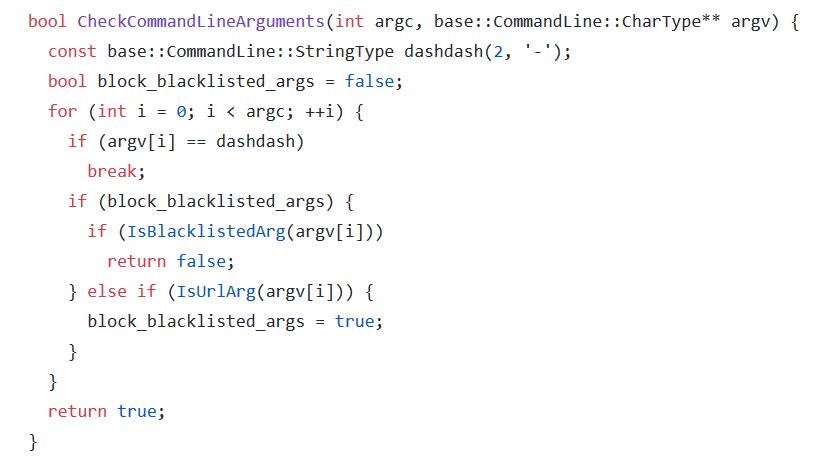 bool CheckCommandLineArguments(int argc, base::CommandLine::CharType** argv) {
  const base::CommandLine::StringType dashdash(2, '-');
  bool block_blacklisted_args = false;
  for (int i = 0; i < argc; ++i) {
    if (argv[i] == dashdash)
      break;
    if (block_blacklisted_args) {
      if (IsBlacklistedArg(argv[i]))
        return false;
    } else if (IsUrlArg(argv[i])) {
      block_blacklisted_args = true;
    }
  }
  return true;
}